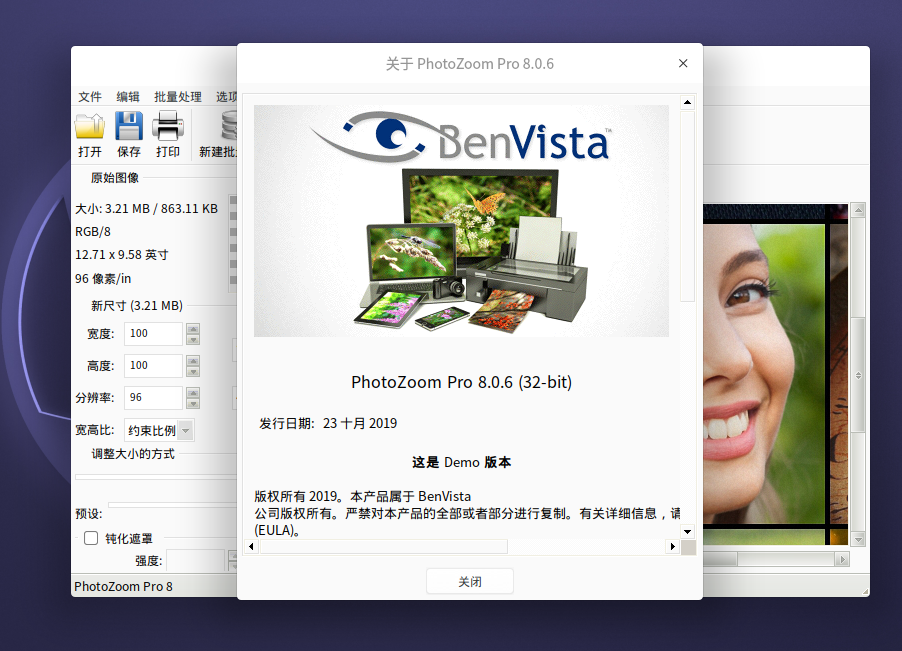 关于 PhotoZoom Pro 8.0.6
文件 编辑 批量处理 选项
打开 保存 打印 新建批
原始图像
大小: 3.21 MB / 863.11 KB
RGB/8
12.71 x 9.58 英寸
96 像素/in
新尺寸 (3.21 MB)
宽度: 100
高度: 100
分辨率: 96
宽高比: 约束比例
调整大小的方式
预设:
钝化遮罩
强度:
PhotoZoom Pro 8
BenVista™
PhotoZoom Pro 8.0.6 (32-bit)
发行日期: 23 十月 2019
这是 Demo 版本
版权所有 2019。本产品属于 BenVista
公司版权所有。严禁对本产品的全部或者部分进行复制。有关详细信息，请
(EULA)。
关闭